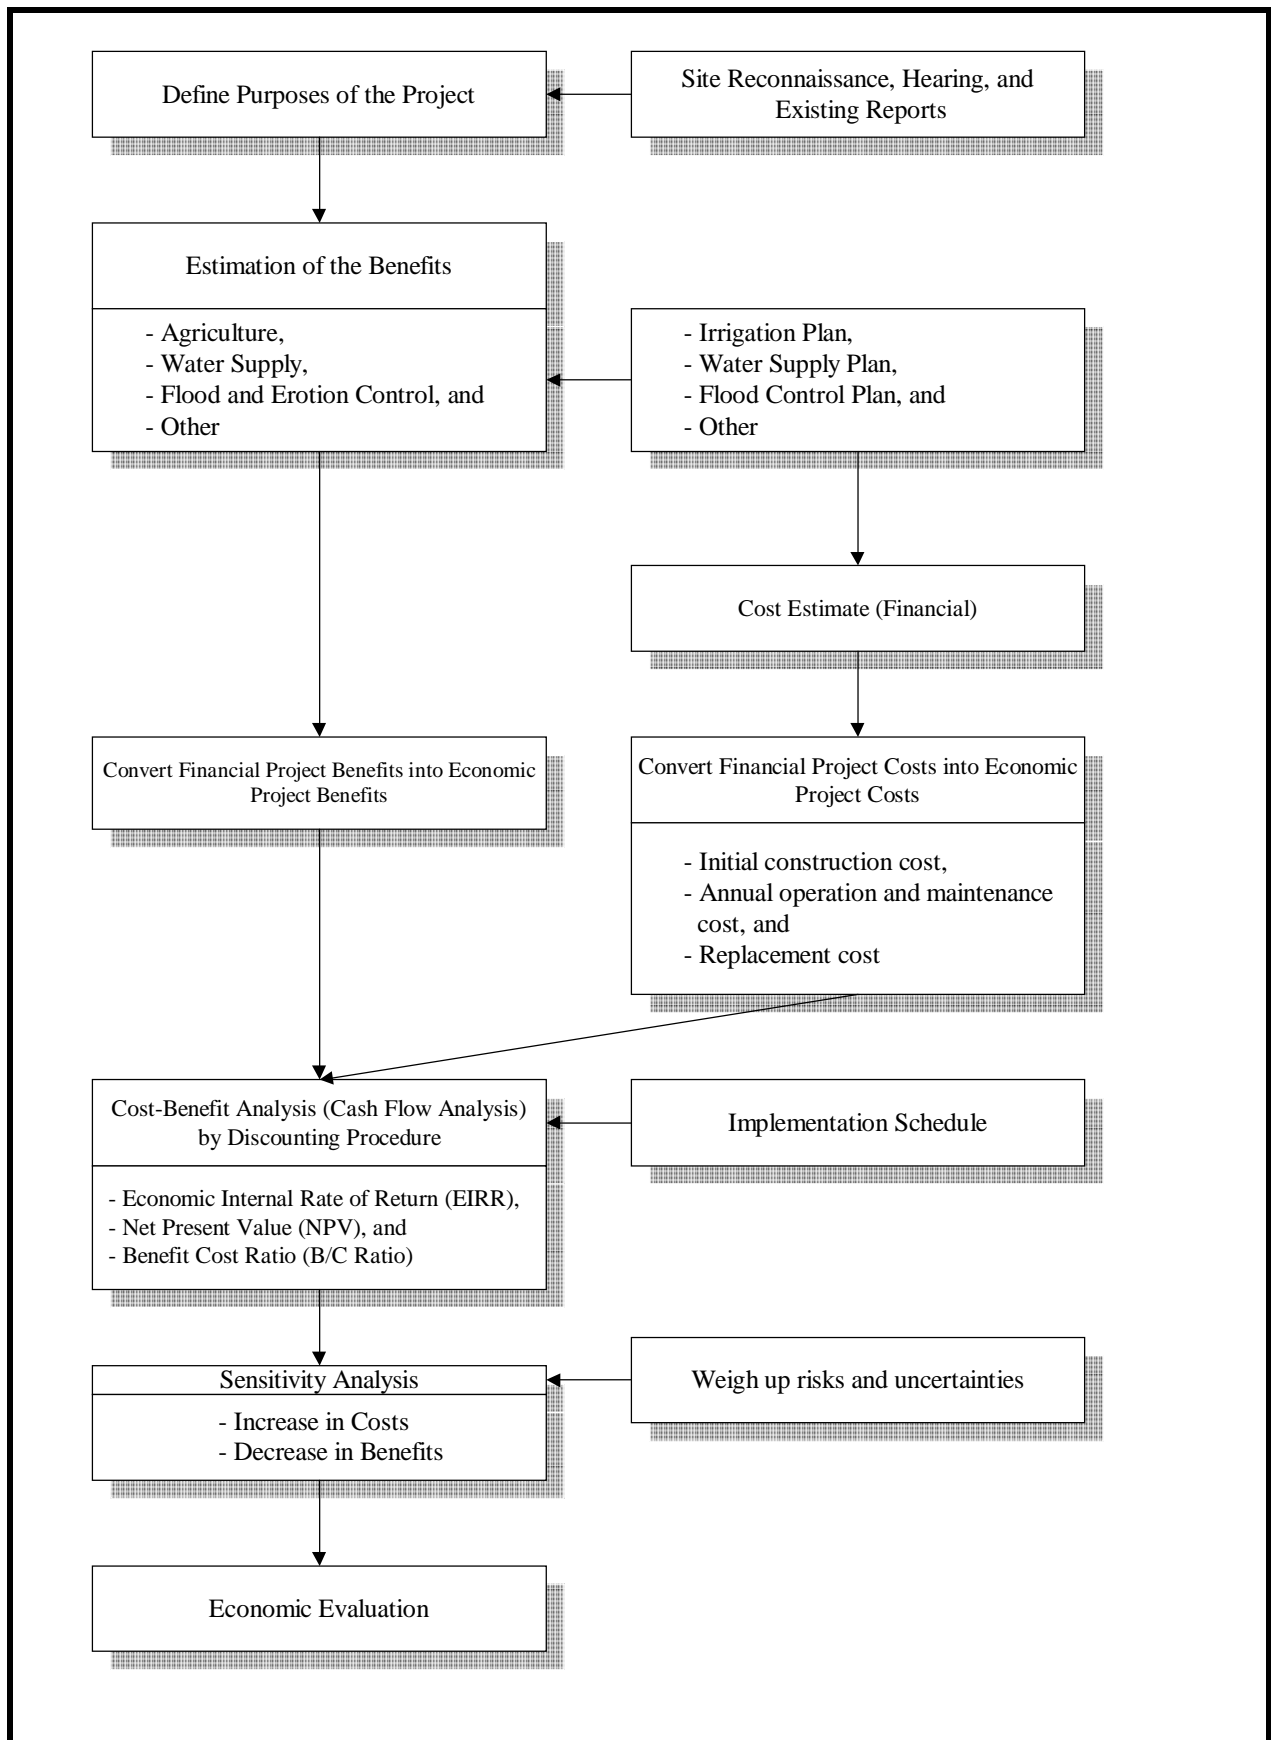 Define Purposes of the Project
Site Reconnaissance, Hearing, and
Existing Reports
Estimation of the Benefits
- Agriculture,
- Water Supply,
- Flood and Erotion Control, and
- Other
- Irrigation Plan,
- Water Supply Plan,
- Flood Control Plan, and
- Other
Cost Estimate (Financial)
Convert Financial Project Benefits into Economic
Project Benefits
Convert Financial Project Costs into Economic
Project Costs
- Initial construction cost,
- Annual operation and maintenance
cost, and
- Replacement cost
Cost-Benefit Analysis (Cash Flow Analysis)
by Discounting Procedure
- Economic Internal Rate of Return (EIRR),
- Net Present Value (NPV), and
- Benefit Cost Ratio (B/C Ratio)
Implementation Schedule
Sensitivity Analysis
- Increase in Costs
- Decrease in Benefits
Weigh up risks and uncertainties
Economic Evaluation